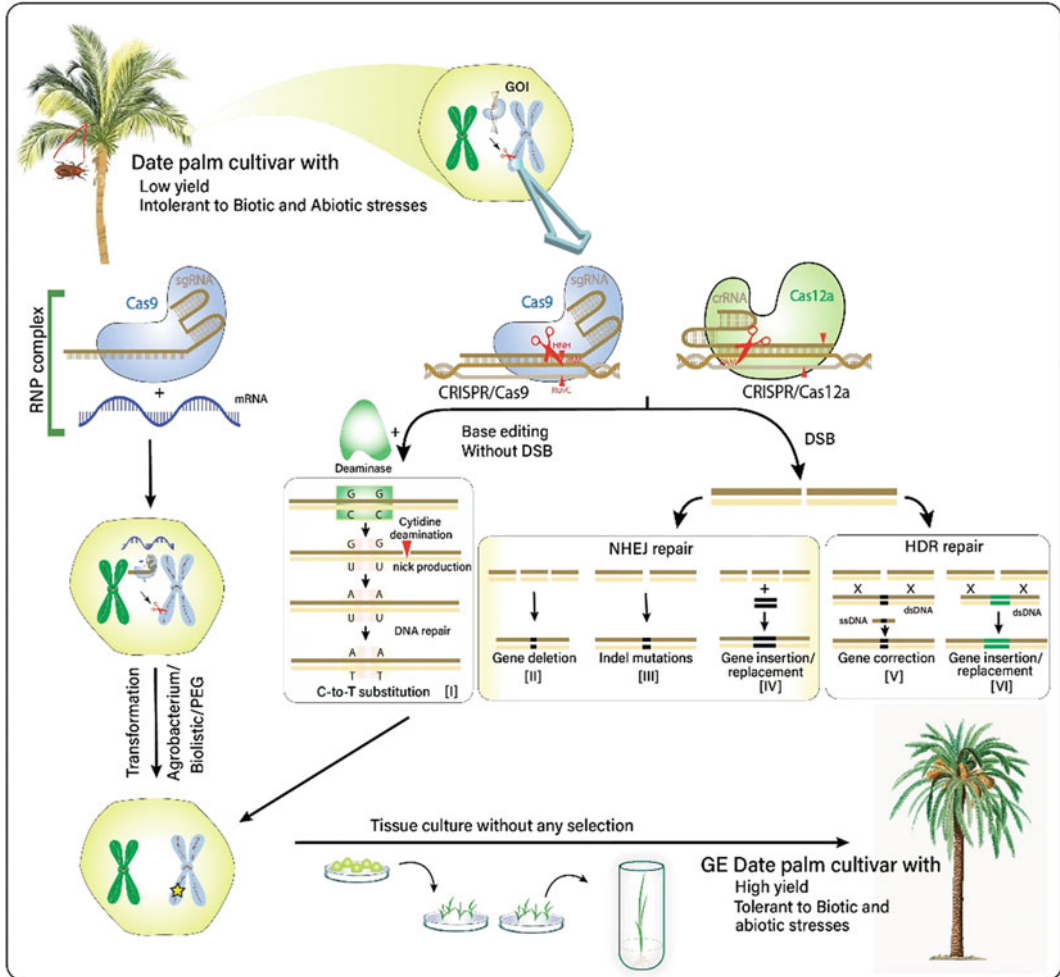 GOI
Date palm cultivar with
Low yield
Intolerant to Biotic and Abiotic stresses
RNP complex
Cas9
sgRNA
+
mRNA
Cas9
sgRNA
HNH
RuvC
CRISPR/Cas9
crRNA
Cas12a
CRISPR/Cas12a
Deaminase
+
Base editing
Without DSB
DSB
G G
C C
Cytidine
deamination
G G
U U
nick production
A A
U U
DNA repair
A A
T T
C-to-T substitution [I]
NHEJ repair
+
Gene deletion
[II]
Indel mutations
[III]
Gene insertion/
replacement
[IV]
HDR repair
X X
dsDNA
ssDNA
Gene correction
[V]
X X
dsDNA
Gene insertion/
replacement
[VI]
Transformation
Agrobacterium/
Biolistic/PEG
Tissue culture without any selection
GE Date palm cultivar with
High yield
Tolerant to Biotic and
abiotic stresses